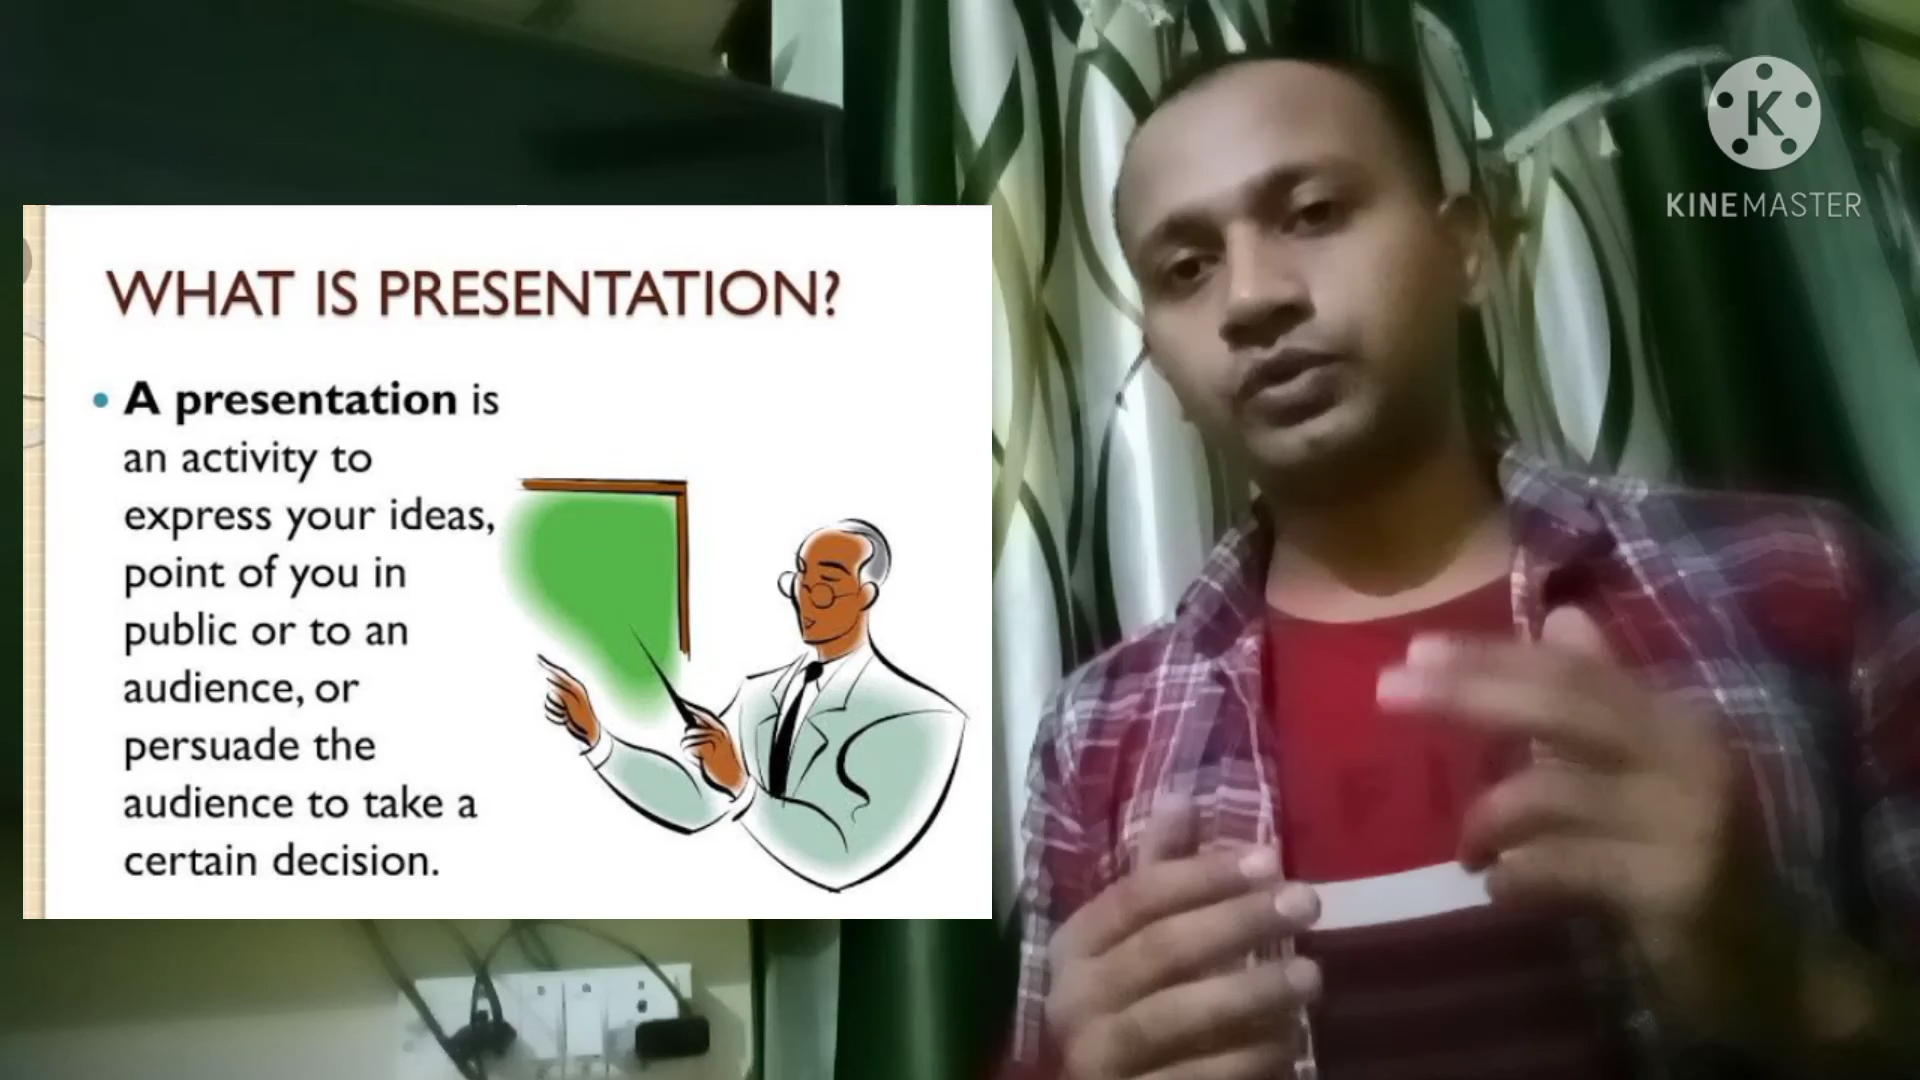 K
KINEMASTER
WHAT IS PRESENTATION?
• A presentation is
an activity to
express your ideas,
point of you in
public or to an
audience, or
persuade the
audience to take a
certain decision.